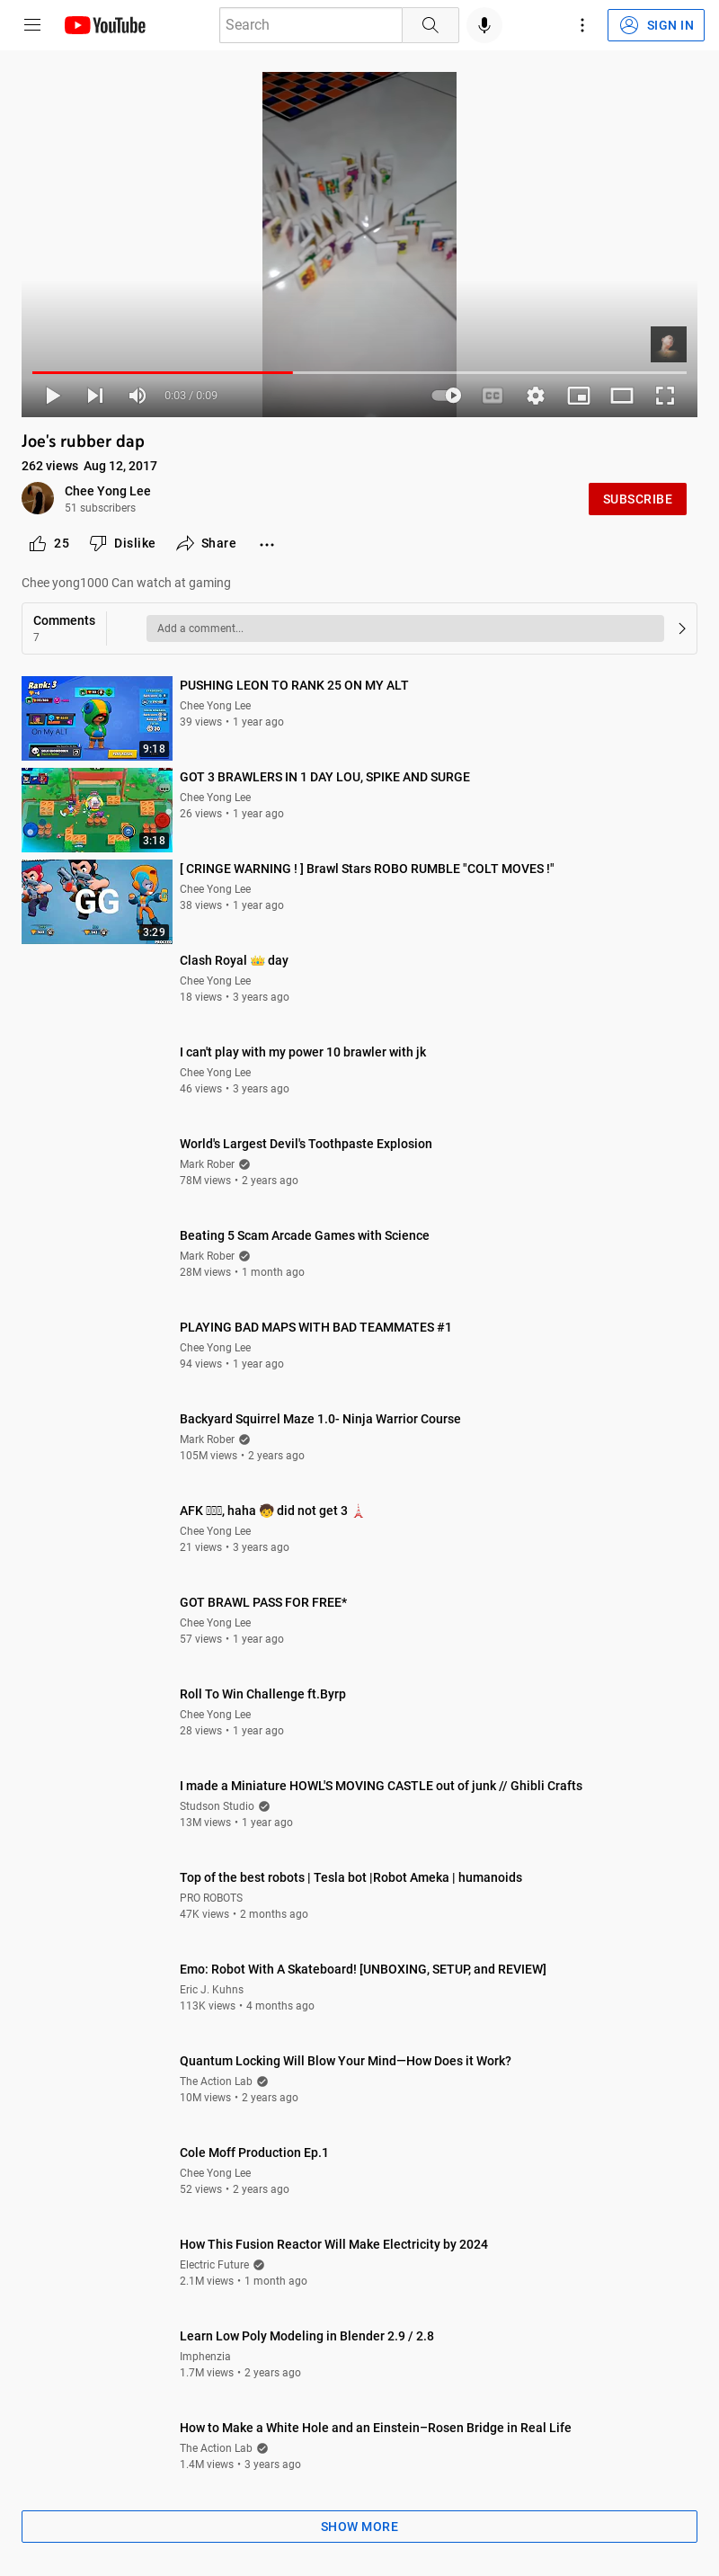 YouTube
Search
SIGN IN
0:03 / 0:09
CC
Joe's rubber dap
262 views Aug 12, 2017
Chee Yong Lee
51 subscribers
SUBSCRIBE
25 Dislike Share
Chee yong1000 Can watch at gaming
Comments
7
Add a comment...
Rank: 3
On My ALT
9:18
PUSHING LEON TO RANK 25 ON MY ALT
Chee Yong Lee
39 views • 1 year ago
3:18
GOT 3 BRAWLERS IN 1 DAY LOU, SPIKE AND SURGE
Chee Yong Lee
26 views • 1 year ago
GG
3:29
[ CRINGE WARNING ! ] Brawl Stars ROBO RUMBLE "COLT MOVES !"
Chee Yong Lee
38 views • 1 year ago
Clash Royal 👑 day
Chee Yong Lee
18 views • 3 years ago
I can't play with my power 10 brawler with jk
Chee Yong Lee
46 views • 3 years ago
World's Largest Devil's Toothpaste Explosion
Mark Rober
78M views • 2 years ago
Beating 5 Scam Arcade Games with Science
Mark Rober
28M views • 1 month ago
PLAYING BAD MAPS WITH BAD TEAMMATES #1
Chee Yong Lee
94 views • 1 year ago
Backyard Squirrel Maze 1.0- Ninja Warrior Course
Mark Rober
105M views • 2 years ago
AFK , haha 🧒 did not get 3 🗼
Chee Yong Lee
21 views • 3 years ago
GOT BRAWL PASS FOR FREE*
Chee Yong Lee
57 views • 1 year ago
Roll To Win Challenge ft.Byrp
Chee Yong Lee
28 views • 1 year ago
I made a Miniature HOWL'S MOVING CASTLE out of junk // Ghibli Crafts
Studson Studio
13M views • 1 year ago
Top of the best robots | Tesla bot |Robot Ameka | humanoids
PRO ROBOTS
47K views • 2 months ago
Emo: Robot With A Skateboard! [UNBOXING, SETUP, and REVIEW]
Eric J. Kuhns
113K views • 4 months ago
Quantum Locking Will Blow Your Mind—How Does it Work?
The Action Lab
10M views • 2 years ago
Cole Moff Production Ep.1
Chee Yong Lee
52 views • 2 years ago
How This Fusion Reactor Will Make Electricity by 2024
Electric Future
2.1M views • 1 month ago
Learn Low Poly Modeling in Blender 2.9 / 2.8
Imphenzia
1.7M views • 2 years ago
How to Make a White Hole and an Einstein–Rosen Bridge in Real Life
The Action Lab
1.4M views • 3 years ago
SHOW MORE